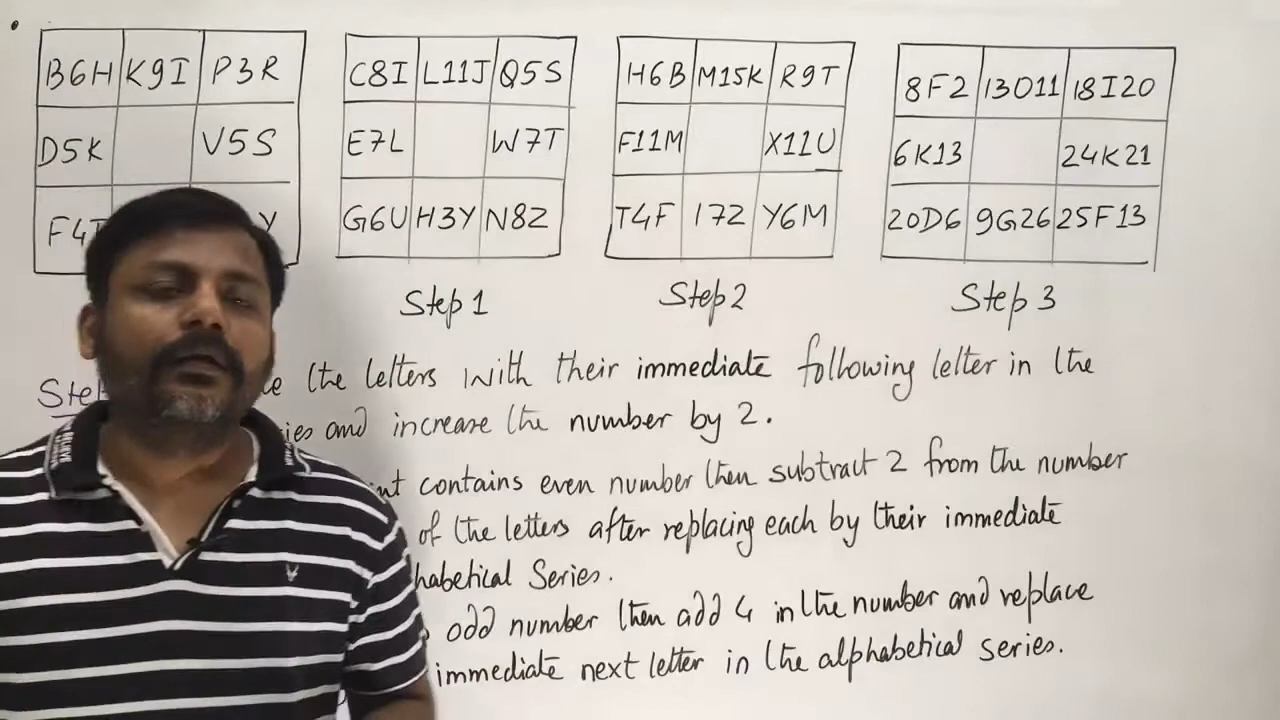 B6H K9I P3R
D5K V5S
F4T Y
C8I L11J Q5S
E7L W7T
G6U H3Y N8Z
Step 1
H6B M15K R9T
F11M X11U
T4F I7Z Y6M
Step 2
8F2 13O11 18I20
6K13 24K21
20D6 9G26 25F13
Step 3
the letters with their immediate following letter in the
and increase the number by 2.
contains even number then subtract 2 from the number
of the letters after replacing each by their immediate
Series.
odd number then add 4 in the number and replace
immediate next letter in the alphabetical series.